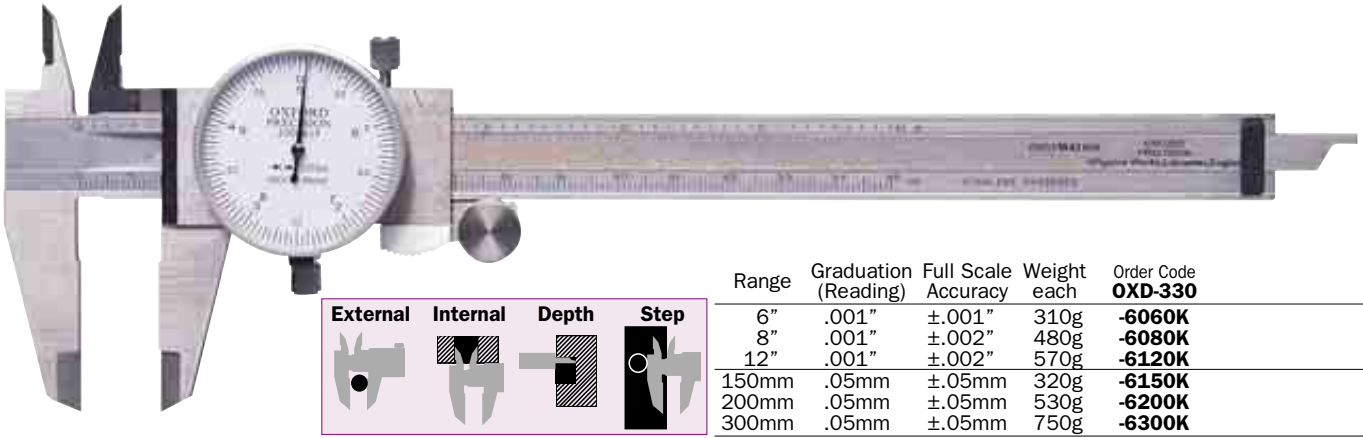 OXFORD
PRECISION
External Internal Depth Step
Range Graduation (Reading) Full Scale Accuracy Weight each Order Code OXD-330
6” .001” ±.001” 310g -6060K
8” .001” ±.002” 480g -6080K
12” .001” ±.002” 570g -6120K
150mm .05mm ±.05mm 320g -6150K
200mm .05mm ±.05mm 530g -6200K
300mm .05mm ±.05mm 750g -6300K